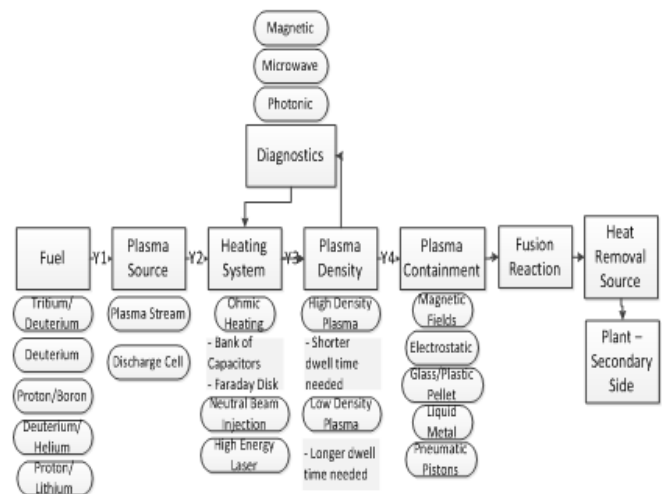 Magnetic
Microwave
Photonic
Diagnostics
Fuel
Y1
Plasma
Source
Y2
Heating
System
Y3
Plasma
Density
Y4
Plasma
Containment
Fusion
Reaction
Heat
Removal
Source
Plant –
Secondary
Side
Tritium/
Deuterium
Deuterium
Proton/Boron
Deuterium/
Helium
Proton/
Lithium
Plasma Stream
Discharge Cell
Ohmic
Heating
- Bank of
Capacitors
- Faraday Disk
Neutral Beam
Injection
High Energy
Laser
High Density
Plasma
- Shorter
dwell time
needed
Low Density
Plasma
- Longer dwell
time needed
Magnetic
Fields
Electrostatic
Glass/Plastic
Pellet
Liquid
Metal
Pneumatic
Pistons